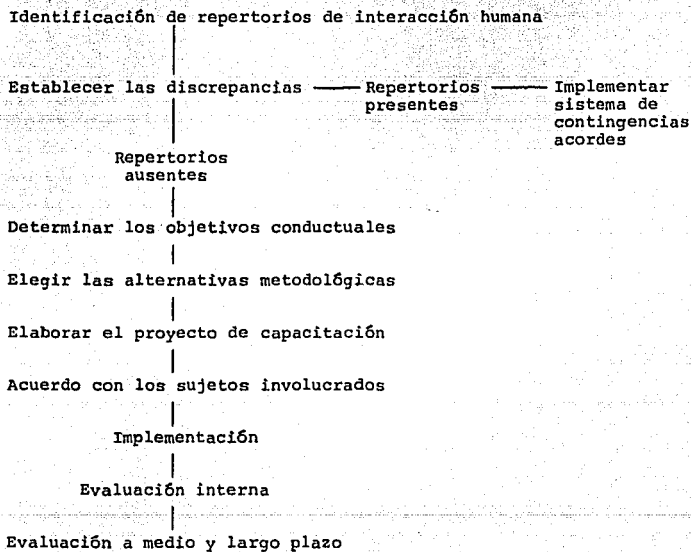 Identificación de repertorios de interacción humana
Establecer las discrepancias
Repertorios
presentes
Implementar
sistema de
contingencias
acordes
Repertorios
ausentes
Determinar los objetivos conductuales
Elegir las alternativas metodológicas
Elaborar el proyecto de capacitación
Acuerdo con los sujetos involucrados
Implementación
Evaluación interna
Evaluación a medio y largo plazo